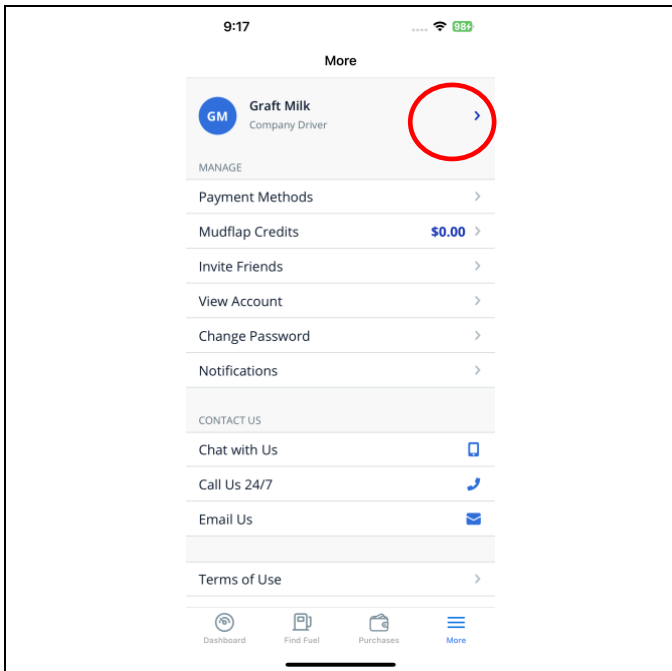 9:17
98
More
GM
Graft Milk
Company Driver
MANAGE
Payment Methods
Mudflap Credits $0.00
Invite Friends
View Account
Change Password
Notifications
CONTACT US
Chat with Us
Call Us 24/7
Email Us
Terms of Use
Dashboard Find Fuel Purchases More